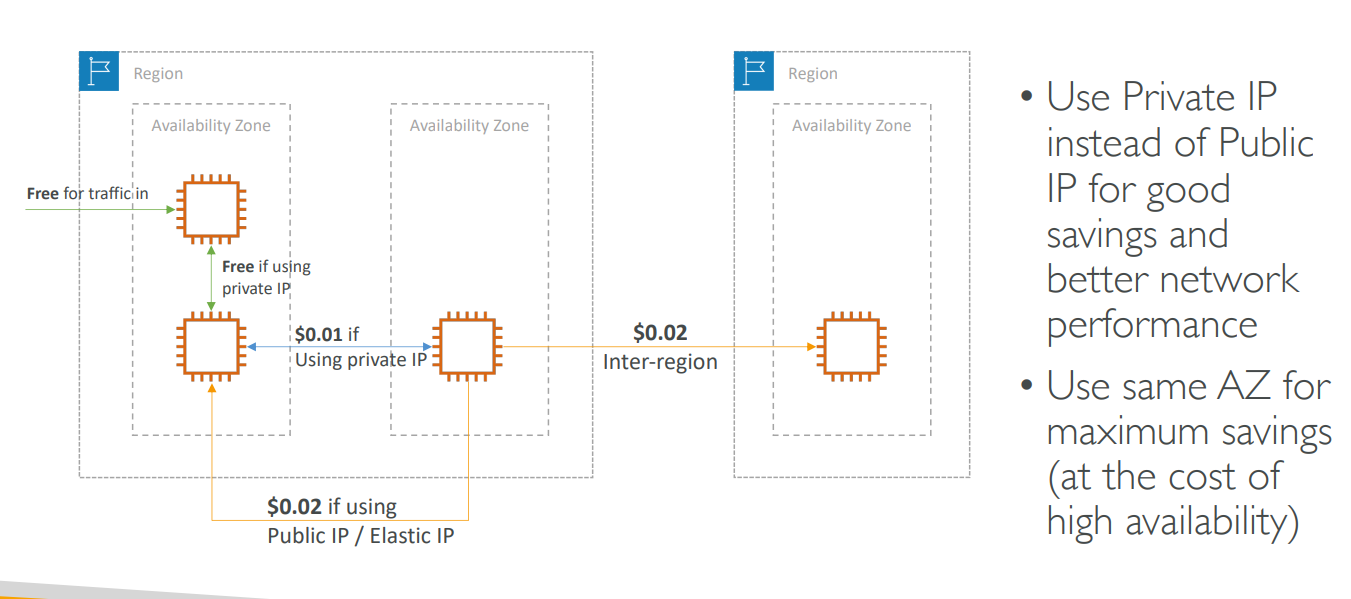 Region
Availability Zone
Availability Zone
Free for traffic in
Free if using
private IP
$0.01 if
Using private IP
$0.02 if using
Public IP / Elastic IP
$0.02
Inter-region
Region
Availability Zone
• Use Private IP
instead of Public
IP for good
savings and
better network
performance
• Use same AZ for
maximum savings
(at the cost of
high availability)